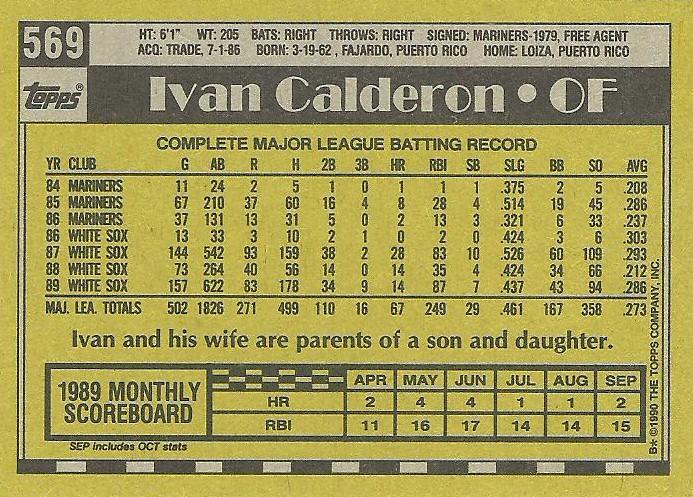 569
HT: 6'1" WT: 205 BATS: RIGHT THROWS: RIGHT SIGNED: MARINERS-1979, FREE AGENT
ACQ: TRADE, 7-1-86 BORN: 3-19-62 , FAJARDO, PUERTO RICO HOME: LOIZA, PUERTO RICO
TOPPS® Ivan Calderon • OF
COMPLETE MAJOR LEAGUE BATTING RECORD
YR CLUB G AB R H 2B 3B HR RBI SB SLG BB SO AVG
84 MARINERS 11 24 2 5 1 0 1 1 1 .375 2 5 .208
85 MARINERS 67 210 37 60 16 4 8 28 4 .514 19 45 .286
86 MARINERS 37 131 13 31 5 0 2 13 3 .321 6 33 .237
86 WHITE SOX 13 33 3 10 2 1 0 2 0 .424 3 6 .303
87 WHITE SOX 144 542 93 159 38 2 28 83 10 .526 60 109 .293
88 WHITE SOX 73 264 40 56 14 0 14 35 4 .424 34 66 .212
89 WHITE SOX 157 622 83 178 34 9 14 87 7 .437 43 94 .286
MAJ. LEA. TOTALS 502 1826 271 499 110 16 67 249 29 .461 167 358 .273
Ivan and his wife are parents of a son and daughter.
1989 MONTHLY SCOREBOARD
APR MAY JUN JUL AUG SEP
HR 2 4 4 1 1 2
RBI 11 16 17 14 14 15
SEP includes OCT stats
B* ©1990 THE TOPPS COMPANY, INC.